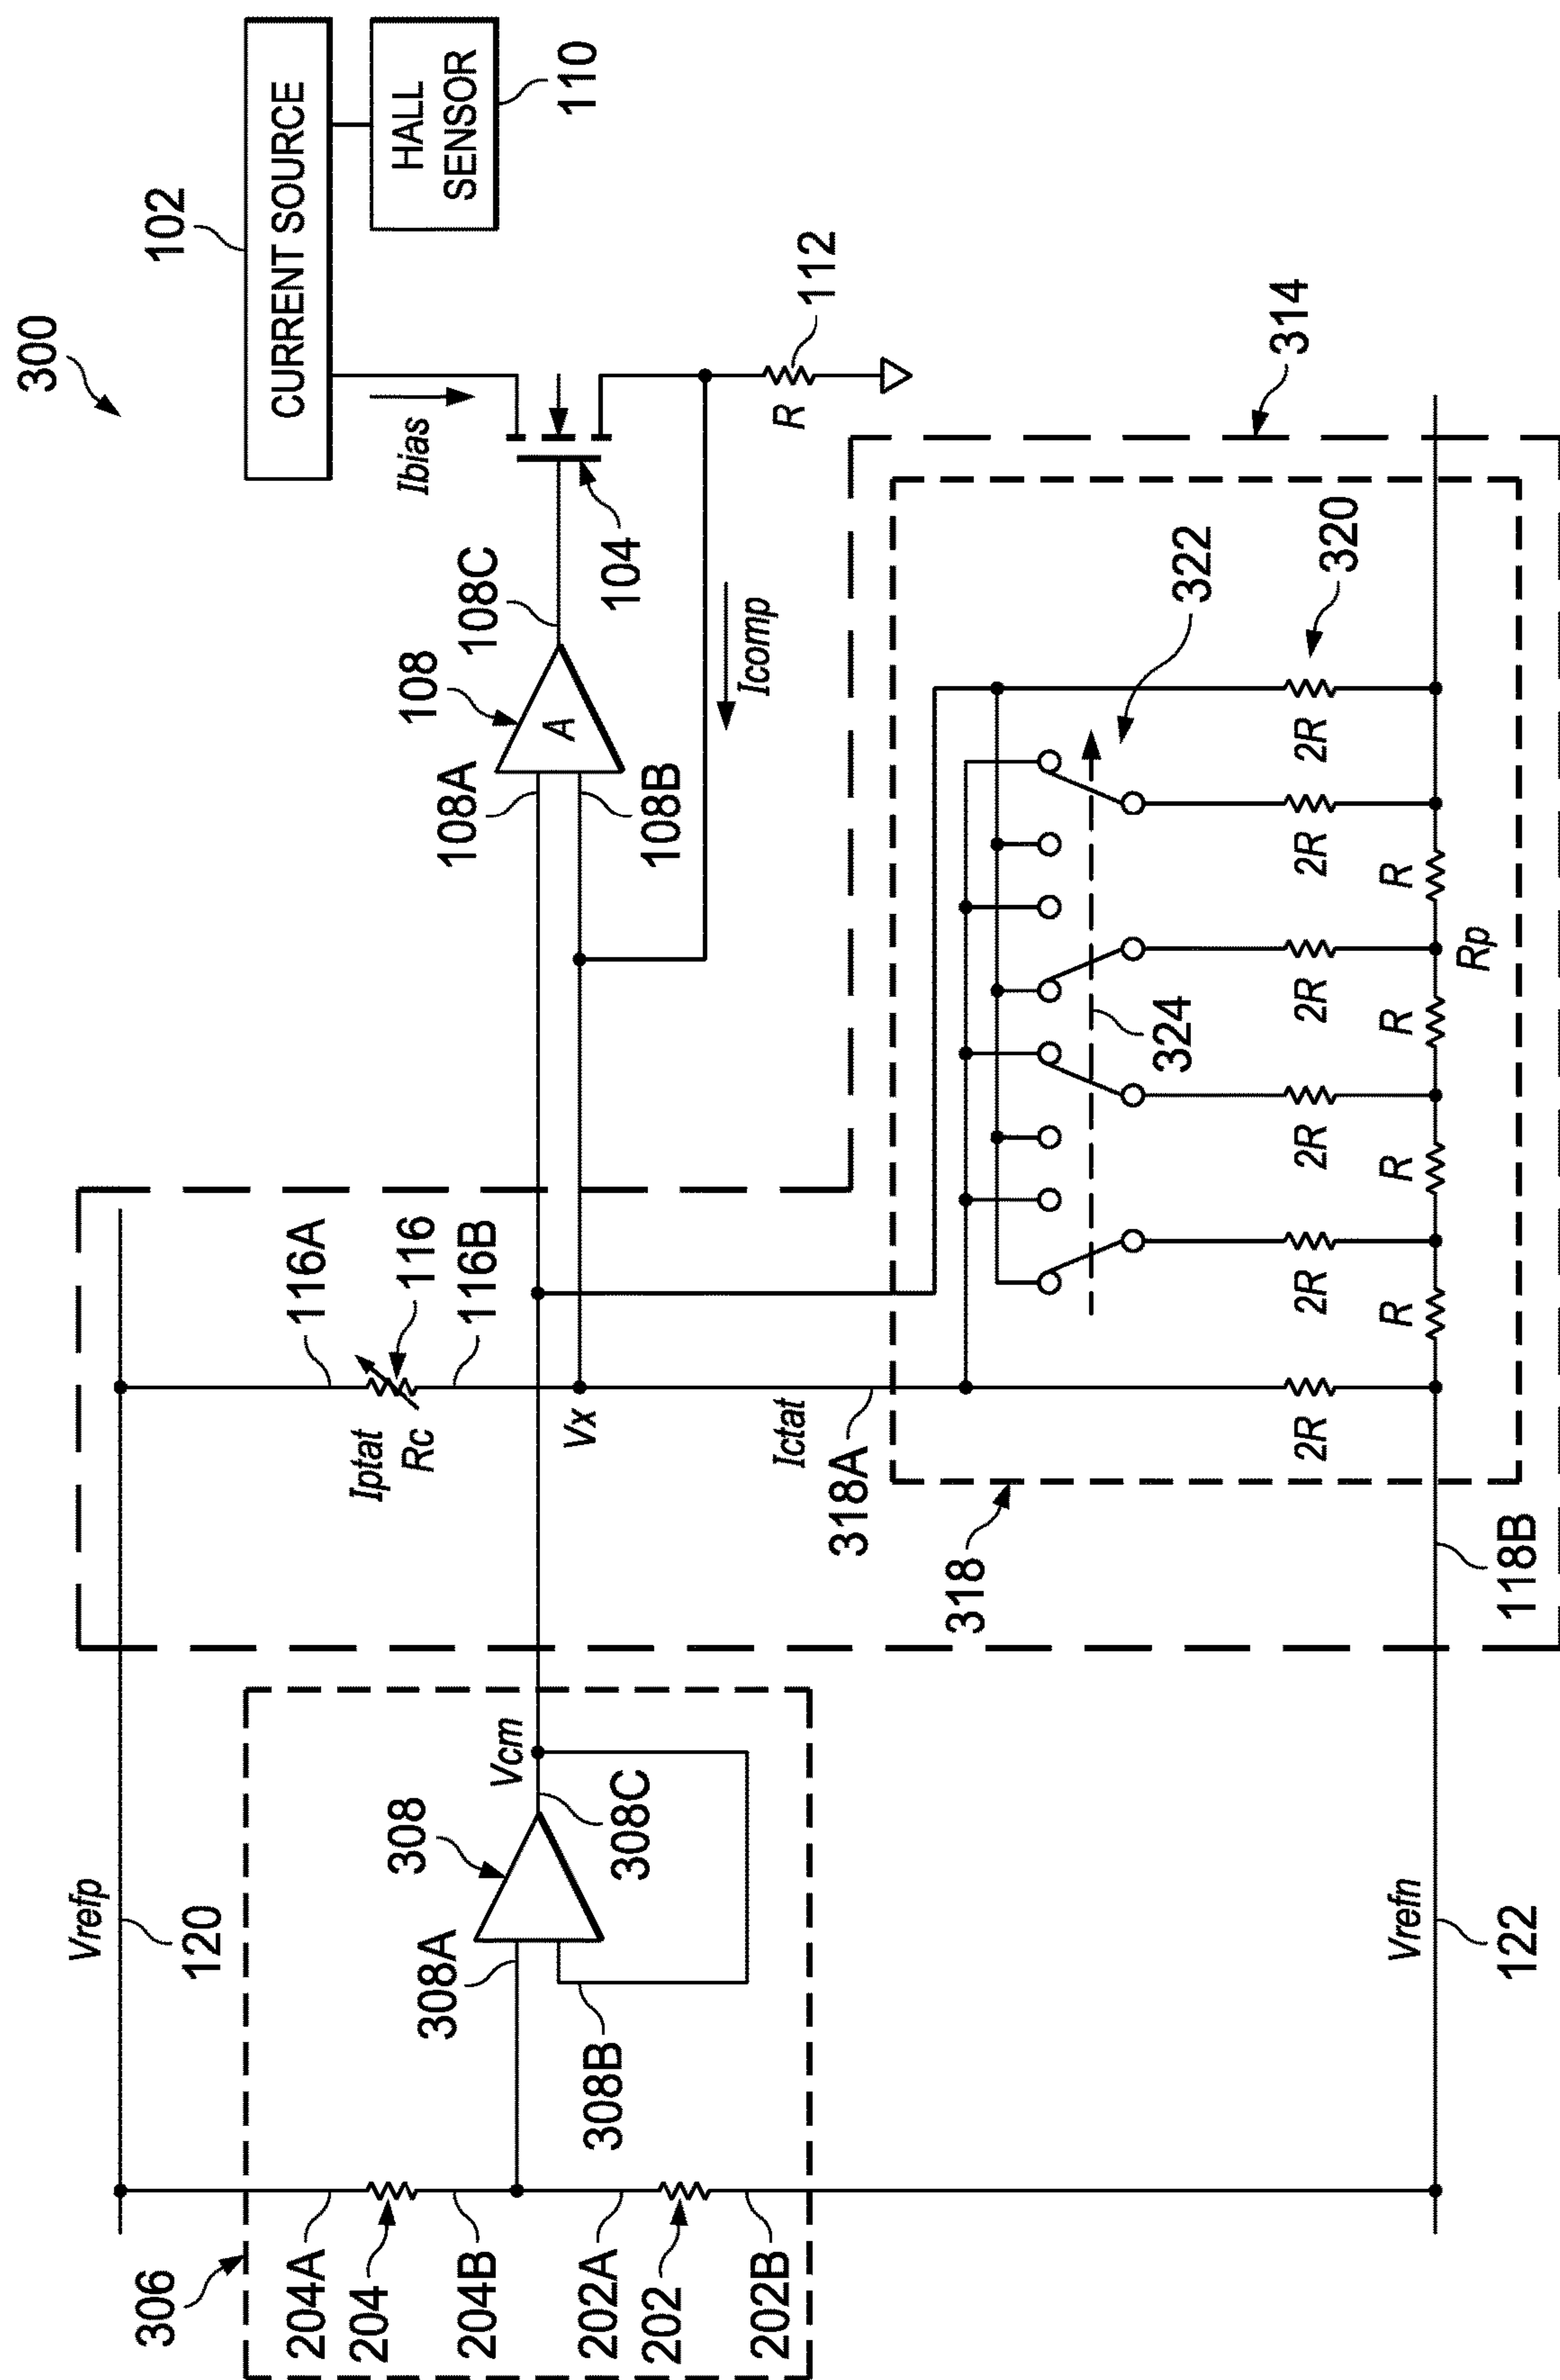 300
102
CURRENT SOURCE
HALL
SENSOR
110
Ibias
104
R
112
108C
108
A
108A
108B
Icomp
314
116A
116
116B
Iptat
Rc
Vx
Ictat
318A
318
322
324
320
2R
2R
2R
2R
2R
2R
R
R
R
R
Rp
118B
Vrefp
120
Vcm
308
308C
308A
308B
306
204A
204
204B
202A
202
202B
Vrefn
122